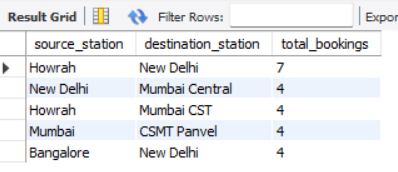 Result Grid Filter Rows: Expor
source_station destination_station total_bookings
Howrah New Delhi 7
New Delhi Mumbai Central 4
Howrah Mumbai CST 4
Mumbai CSMT Panvel 4
Bangalore New Delhi 4